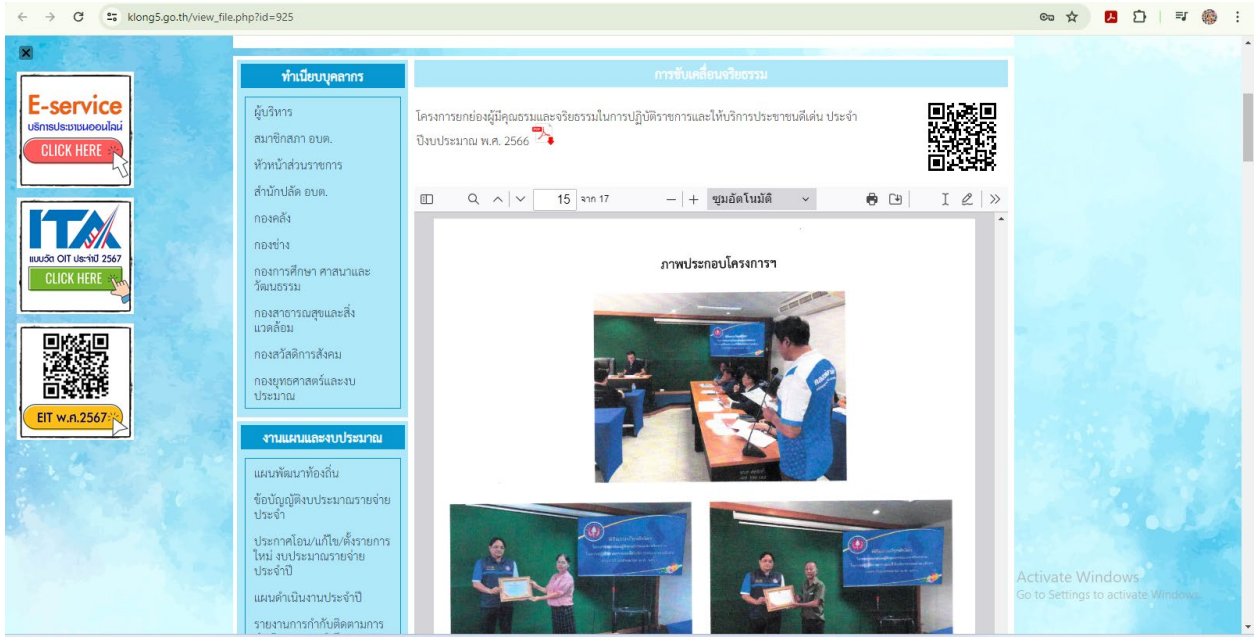 klong5.go.th/view_file.php?id=925
E-service
บริการประชาชนออนไลน์
CLICK HERE
ITA
แบบวัด OIT ประจำปี 2567
CLICK HERE
EIT พ.ศ.2567
ทำเนียบบุคลากร
ผู้บริหาร
สมาชิกสภา อบต.
หัวหน้าส่วนราชการ
สำนักปลัด อบต.
กองคลัง
กองช่าง
กองการศึกษา ศาสนาและ
วัฒนธรรม
กองสาธารณสุขและสิ่ง
แวดล้อม
กองสวัสดิการสังคม
กองยุทธศาสตร์และงบ
ประมาณ
งานแผนและงบประมาณ
แผนพัฒนาท้องถิ่น
ข้อบัญญัติงบประมาณรายจ่าย
ประจำ
ประกาศโอน/แก้ไข/ตั้งรายการ
ใหม่ งบประมาณรายจ่าย
ประจำปี
แผนดำเนินงานประจำปี
รายงานการกำกับติดตามการ
การขับเคลื่อนจริยธรรม
โครงการยกย่องผู้มีคุณธรรมและจริยธรรมในการปฏิบัติราชการและให้บริการประชาชนดีเด่น ประจำ
ปีงบประมาณ พ.ศ. 2566
15 จาก 17
ซูมอัตโนมัติ
ภาพประกอบโครงการฯ
Activate Windows
Go to Settings to activate Windows.